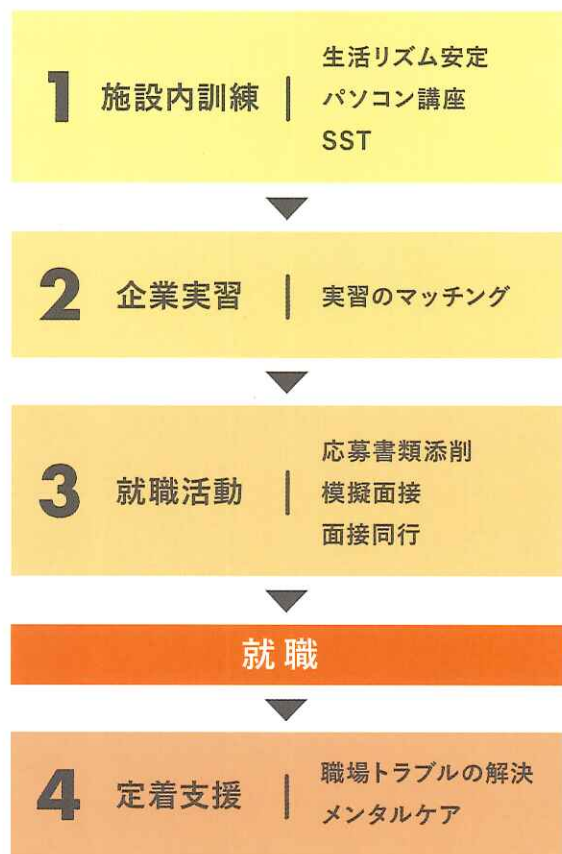 1 施設内訓練
生活リズム安定
パソコン講座
SST
2 企業実習
実習のマッチング
3 就職活動
応募書類添削
模擬面接
面接同行
就職
4 定着支援
職場トラブルの解決
メンタルケア